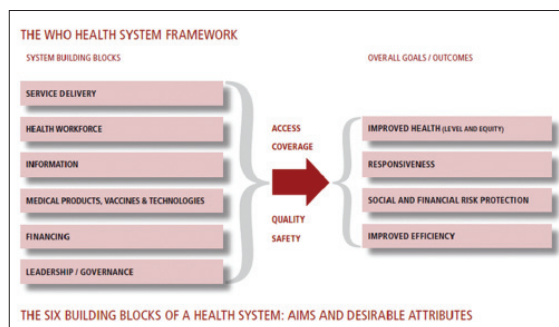 THE WHO HEALTH SYSTEM FRAMEWORK
SYSTEM BUILDING BLOCKS
SERVICE DELIVERY
HEALTH WORKFORCE
INFORMATION
MEDICAL PRODUCTS, VACCINES & TECHNOLOGIES
FINANCING
LEADERSHIP / GOVERNANCE
ACCESS
COVERAGE
QUALITY
SAFETY
OVERALL GOALS / OUTCOMES
IMPROVED HEALTH (LEVEL AND EQUITY)
RESPONSIVENESS
SOCIAL AND FINANCIAL RISK PROTECTION
IMPROVED EFFICIENCY
THE SIX BUILDING BLOCKS OF A HEALTH SYSTEM: AIMS AND DESIRABLE ATTRIBUTES